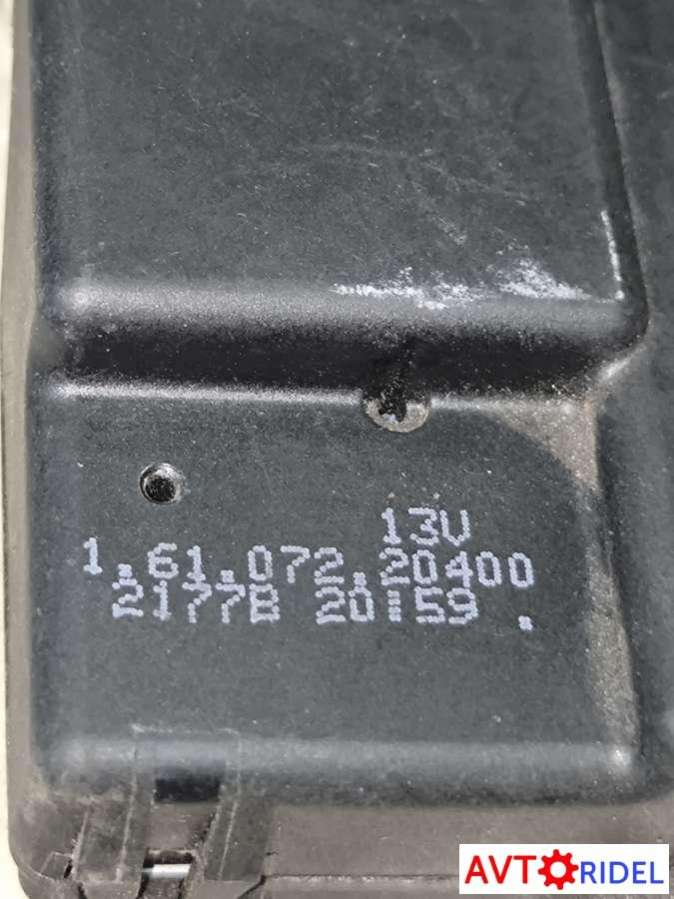 13V
1.61.072.20400
2177B 20:59 .
AVTORIDEL